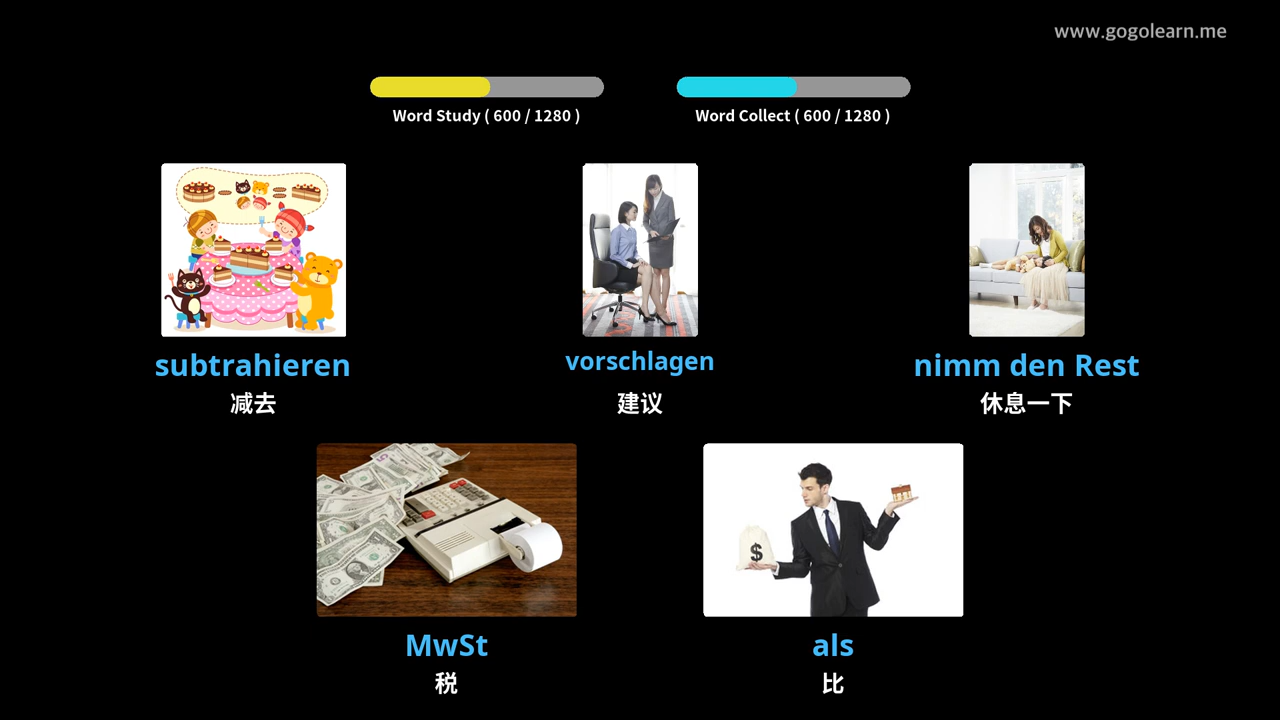 www.gogolearn.me
Word Study ( 600 / 1280 )
Word Collect ( 600 / 1280 )
subtrahieren
减去
vorschlagen
建议
nimm den Rest
休息一下
$
MwSt
税
als
比